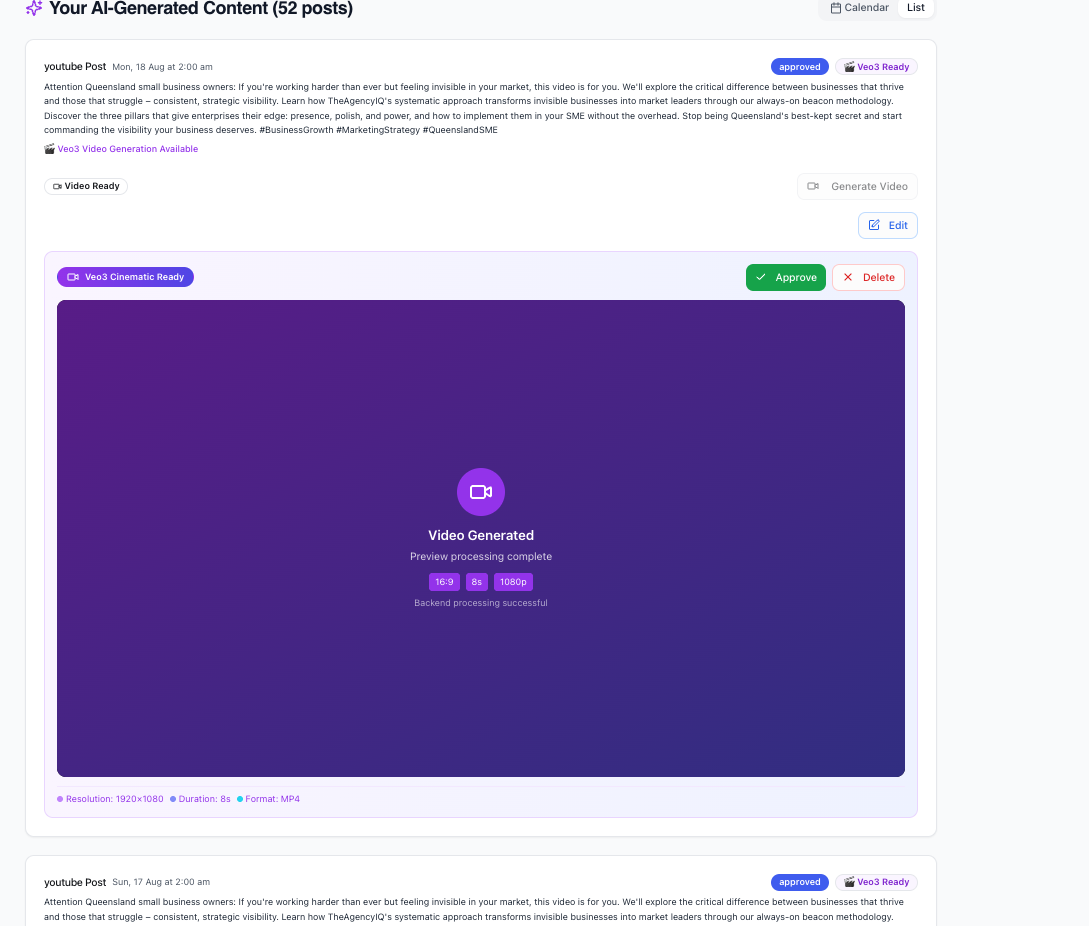 Your AI-Generated Content (52 posts)
Calendar
List
youtube Post Mon, 18 Aug at 2:00 am
approved
🎬 Veo3 Ready
Attention Queensland small business owners: If you're working harder than ever but feeling invisible in your market, this video is for you. We'll explore the critical difference between businesses that thrive
and those that struggle – consistent, strategic visibility. Learn how TheAgencyIQ's systematic approach transforms invisible businesses into market leaders through our always-on beacon methodology.
Discover the three pillars that give enterprises their edge: presence, polish, and power, and how to implement them in your SME without the overhead. Stop being Queensland's best-kept secret and start
commanding the visibility your business deserves. #BusinessGrowth #MarketingStrategy #QueenslandSME
🎬 Veo3 Video Generation Available
Video Ready
Generate Video
Edit
Veo3 Cinematic Ready
Approve
Delete
Video Generated
Preview processing complete
16:9 8s 1080p
Backend processing successful
Resolution: 1920×1080 Duration: 8s Format: MP4
youtube Post Sun, 17 Aug at 2:00 am
approved
🎬 Veo3 Ready
Attention Queensland small business owners: If you're working harder than ever but feeling invisible in your market, this video is for you. We'll explore the critical difference between businesses that thrive
and those that struggle – consistent, strategic visibility. Learn how TheAgencyIQ's systematic approach transforms invisible businesses into market leaders through our always-on beacon methodology.